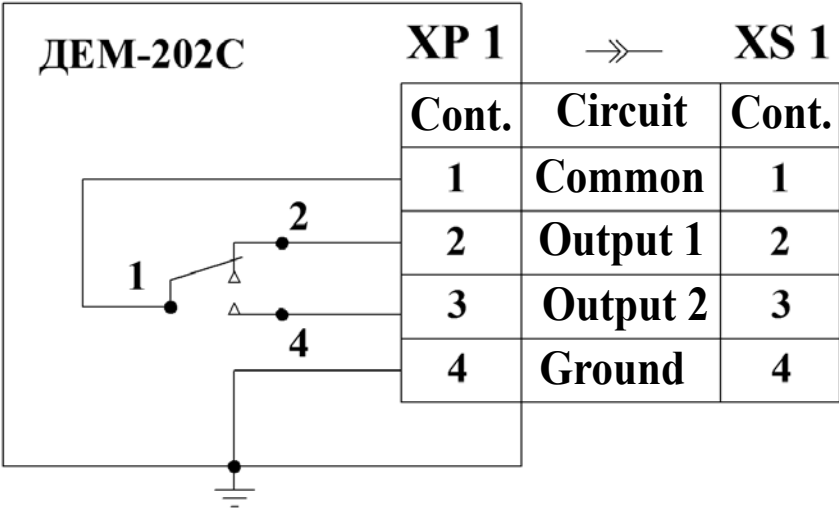 ДЕМ-202С XP 1 XS 1
Cont. Circuit Cont.
1 Common 1
2 Output 1 2
3 Output 2 3
4 Ground 4
2
1
4